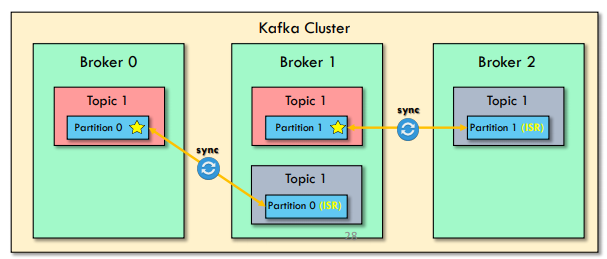 Kafka Cluster
Broker 0
Broker 1
Broker 2
Topic 1
Topic 1
Topic 1
Partition 0
Partition 1
sync
Partition 1 (ISR)
sync
Topic 1
Partition 0 (ISR)
28